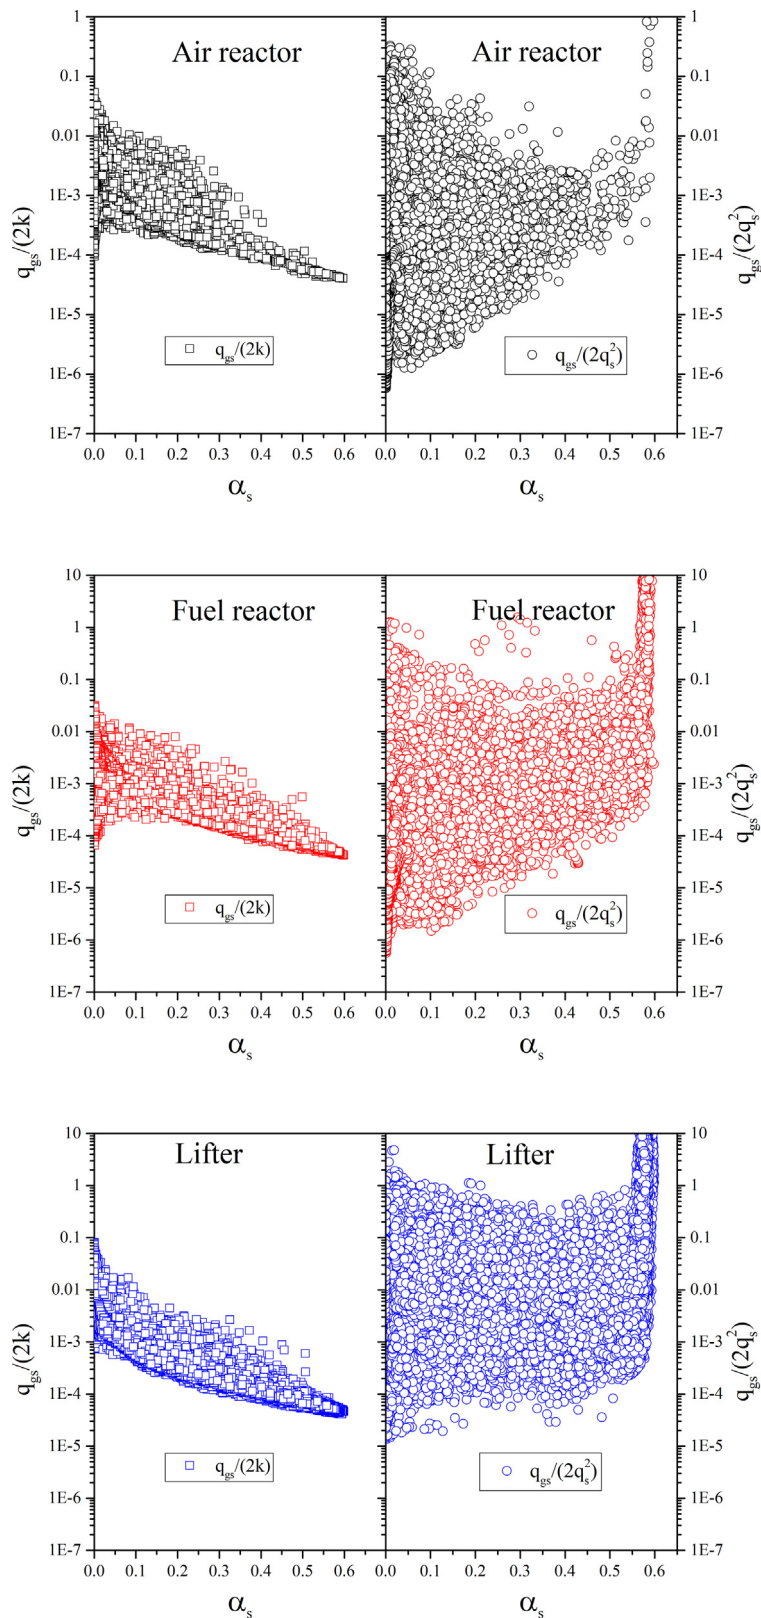 Air reactor
Air reactor
1
0.1
0.01
1E-3
1E-4
1E-5
1E-6
1E-7
q_gs/(2k)
q_gs/(2k)
q_gs/(2q_s^2)
1
0.1
0.01
1E-3
1E-4
1E-5
1E-6
1E-7
q_gs/(2q_s^2)
0.0 0.1 0.2 0.3 0.4 0.5 0.6
0.0 0.1 0.2 0.3 0.4 0.5 0.6
α_s
α_s
Fuel reactor
Fuel reactor
10
1
0.1
0.01
1E-3
1E-4
1E-5
1E-6
1E-7
q_gs/(2k)
q_gs/(2k)
q_gs/(2q_s^2)
10
1
0.1
0.01
1E-3
1E-4
1E-5
1E-6
1E-7
q_gs/(2q_s^2)
0.0 0.1 0.2 0.3 0.4 0.5 0.6
0.0 0.1 0.2 0.3 0.4 0.5 0.6
α_s
α_s
Lifter
Lifter
10
1
0.1
0.01
1E-3
1E-4
1E-5
1E-6
1E-7
q_gs/(2k)
q_gs/(2k)
q_gs/(2q_s^2)
10
1
0.1
0.01
1E-3
1E-4
1E-5
1E-6
1E-7
q_gs/(2q_s^2)
0.0 0.1 0.2 0.3 0.4 0.5 0.6
0.0 0.1 0.2 0.3 0.4 0.5 0.6
α_s
α_s